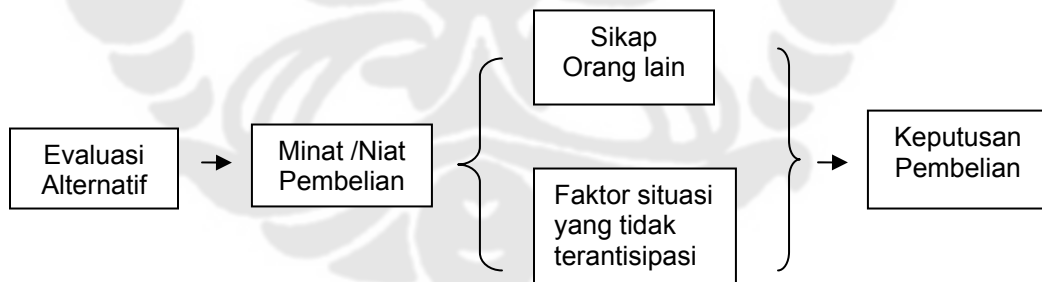 Evaluasi
Alternatif
Minat /Niat
Pembelian
Sikap
Orang lain
Faktor situasi
yang tidak
terantisipasi
Keputusan
Pembelian